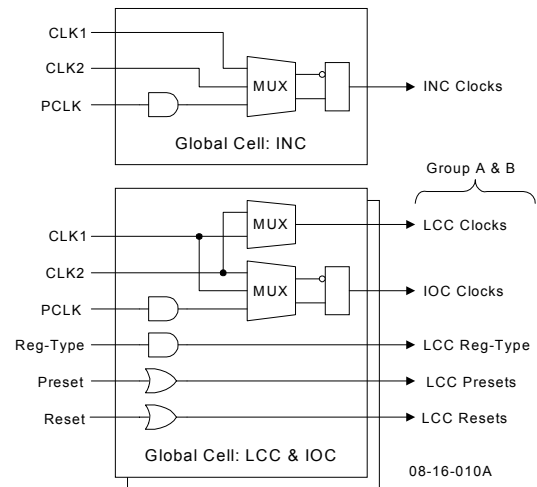 CLK1
CLK2
MUX
INC Clocks
PCLK
Global Cell: INC
Group A & B
MUX
LCC Clocks
CLK1
CLK2
MUX
IOC Clocks
PCLK
Reg-Type
LCC Reg-Type
Preset
LCC Presets
Reset
LCC Resets
Global Cell: LCC & IOC
08-16-010A